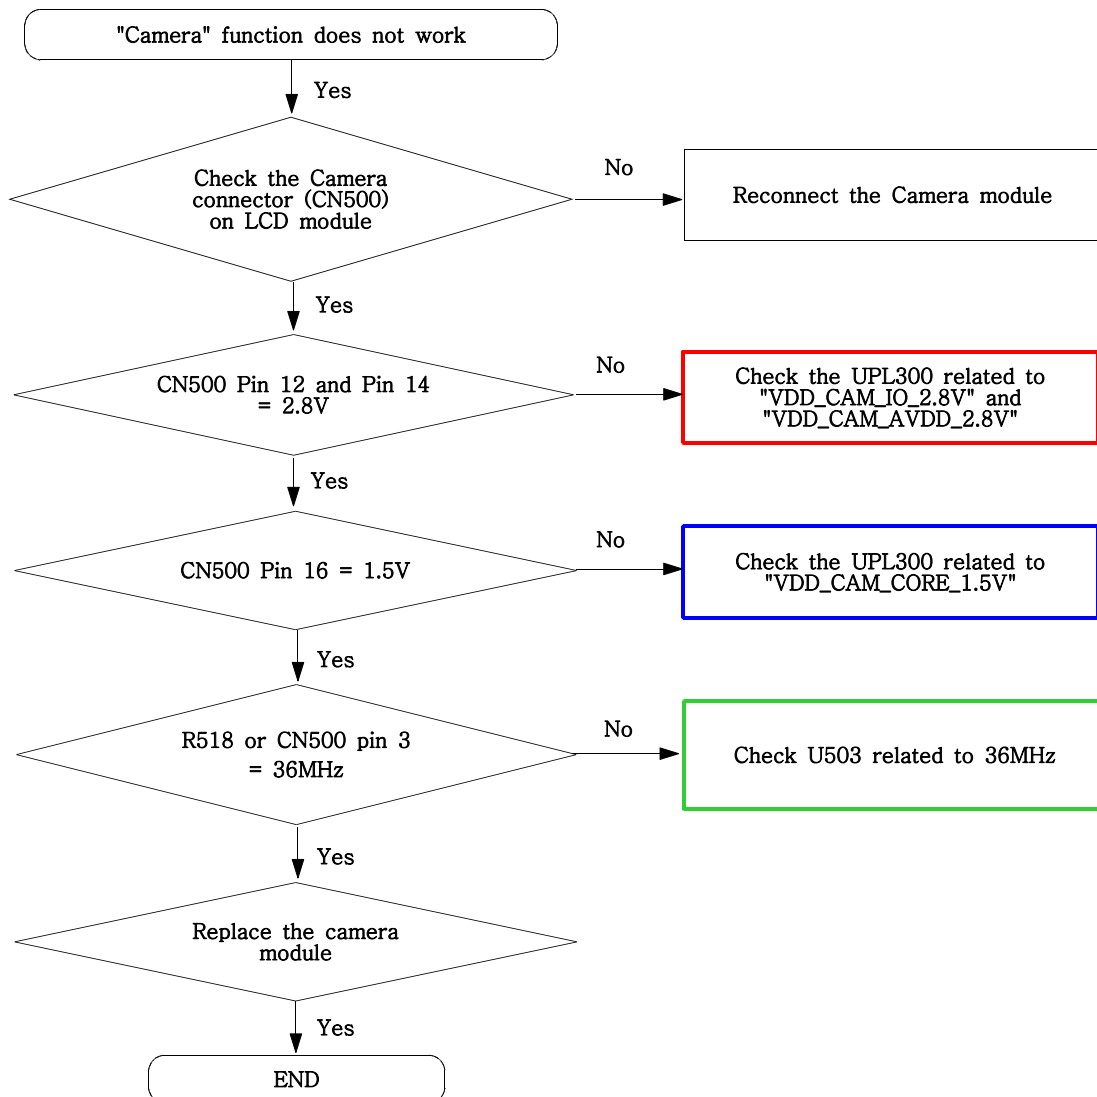 "Camera" function does not work
Yes
Check the Camera
connector (CN500)
on LCD module
No
Reconnect the Camera module
Yes
CN500 Pin 12 and Pin 14
= 2.8V
No
Check the UPL300 related to
"VDD_CAM_IO_2.8V" and
"VDD_CAM_AVDD_2.8V"
Yes
CN500 Pin 16 = 1.5V
No
Check the UPL300 related to
"VDD_CAM_CORE_1.5V"
Yes
R518 or CN500 pin 3
= 36MHz
No
Check U503 related to 36MHz
Yes
Replace the camera
module
Yes
END